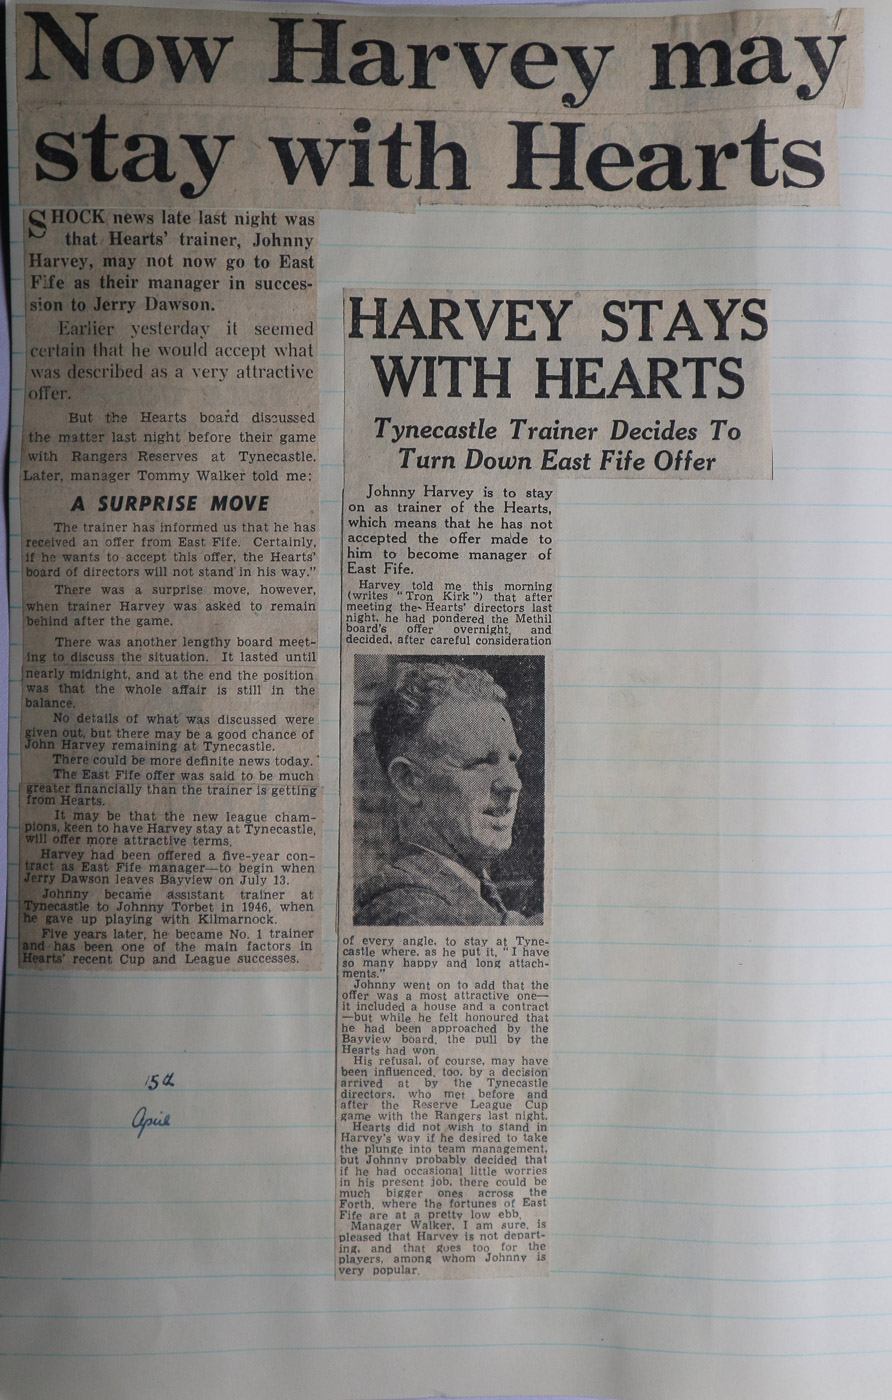 Now Harvey may
stay with Hearts
SHOCK news late last night was
that Hearts' trainer, Johnny
Harvey, may not now go to East
Fife as their manager in succes-
sion to Jerry Dawson.
Earlier yesterday it seemed
certain that he would accept what
was described as a very attractive
offer.
But the Hearts board discussed
the matter last night before their game
with Rangers Reserves at Tynecastle.
Later, manager Tommy Walker told me:
A SURPRISE MOVE
The trainer has informed us that he has
received an offer from East Fife. Certainly,
if he wants to accept this offer, the Hearts'
board of directors will not stand in his way."
There was a surprise move, however,
when trainer Harvey was asked to remain
behind after the game.
There was another lengthy board meet-
ing to discuss the situation. It lasted until
nearly midnight, and at the end the position
was that the whole affair is still in the
balance.
No details of what was discussed were
given out, but there may be a good chance of
John Harvey remaining at Tynecastle.
There could be more definite news today.
The East Fife offer was said to be much
greater financially than the trainer is getting
from Hearts.
It may be that the new league cham-
pions, keen to have Harvey stay at Tynecastle,
will offer more attractive terms.
Harvey had been offered a five-year con-
tract as East Fife manager—to begin when
Jerry Dawson leaves Bayview on July 13.
Johnny became assistant trainer at
Tynecastle to Johnny Torbet in 1946, when
he gave up playing with Kilmarnock.
Five years later, he became No. 1 trainer
and has been one of the main factors in
Hearts' recent Cup and League successes.
15th
April
HARVEY STAYS
WITH HEARTS
Tynecastle Trainer Decides To
Turn Down East Fife Offer
Johnny Harvey is to stay
on as trainer of the Hearts,
which means that he has not
accepted the offer made to
him to become manager of
East Fife.
Harvey told me this morning
(writes "Tron Kirk") that after
meeting the Hearts' directors last
night, he had pondered the Methil
board's offer overnight, and
decided, after careful consideration
of every angle, to stay at Tyne-
castle where, as he put it, "I have
so many happy and long attach-
ments."
Johnny went on to add that the
offer was a most attractive one—
it included a house and a contract
—but while he felt honoured that
he had been approached by the
Bayview board, the pull by the
Hearts had won.
His refusal, of course, may have
been influenced, too, by a decision
arrived at by the Tynecastle
directors, who met before and
after the Reserve League Cup
game with the Rangers last night.
Hearts did not wish to stand in
Harvey's way if he desired to take
the plunge into team management,
but Johnny probably decided that
if he had occasional little worries
in his present job, there could be
much bigger ones across the
Forth, where the fortunes of East
Fife are at a pretty low ebb.
Manager Walker, I am sure, is
pleased that Harvey is not depart-
ing, and that goes too for the
players, among whom Johnny is
very popular.